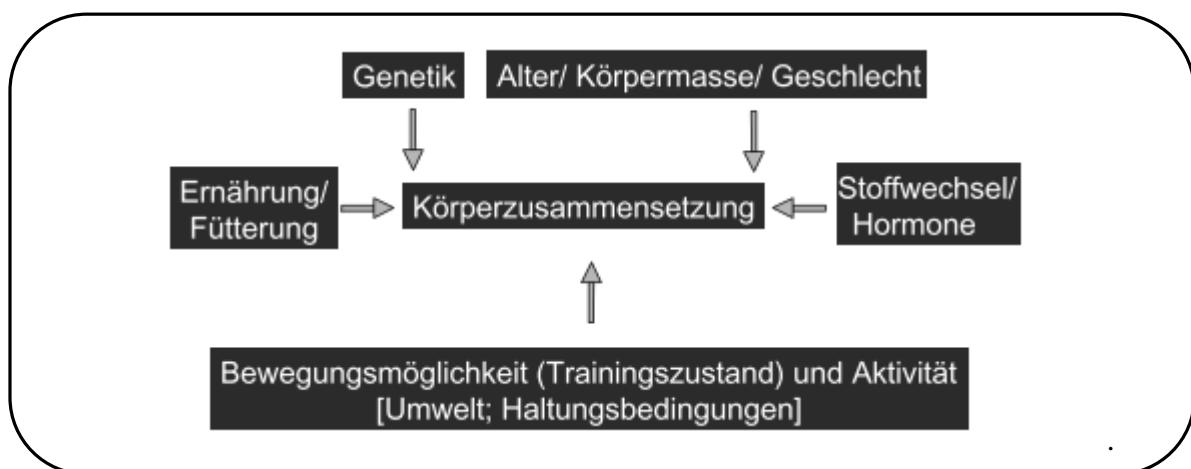 Genetik
Alter/ Körpermasse/ Geschlecht
Ernährung/
Fütterung
Körperzusammensetzung
Stoffwechsel/
Hormone
Bewegungsmöglichkeit (Trainingszustand) und Aktivität
[Umwelt; Haltungsbedingungen]
.